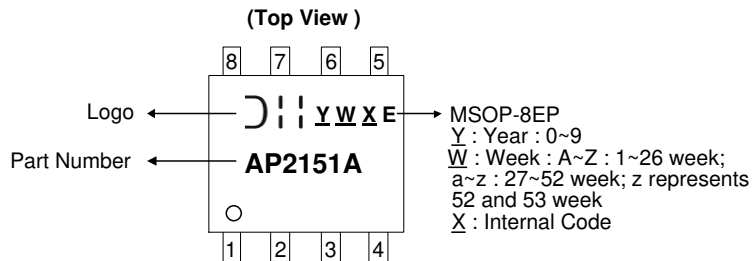 (Top View )
8 7 6 5
Logo
Y W X E
MSOP-8EP
Y : Year : 0~9
Part Number
AP2151A
W : Week : A~Z : 1~26 week;
a~z : 27~52 week; z represents
52 and 53 week
X : Internal Code
1 2 3 4